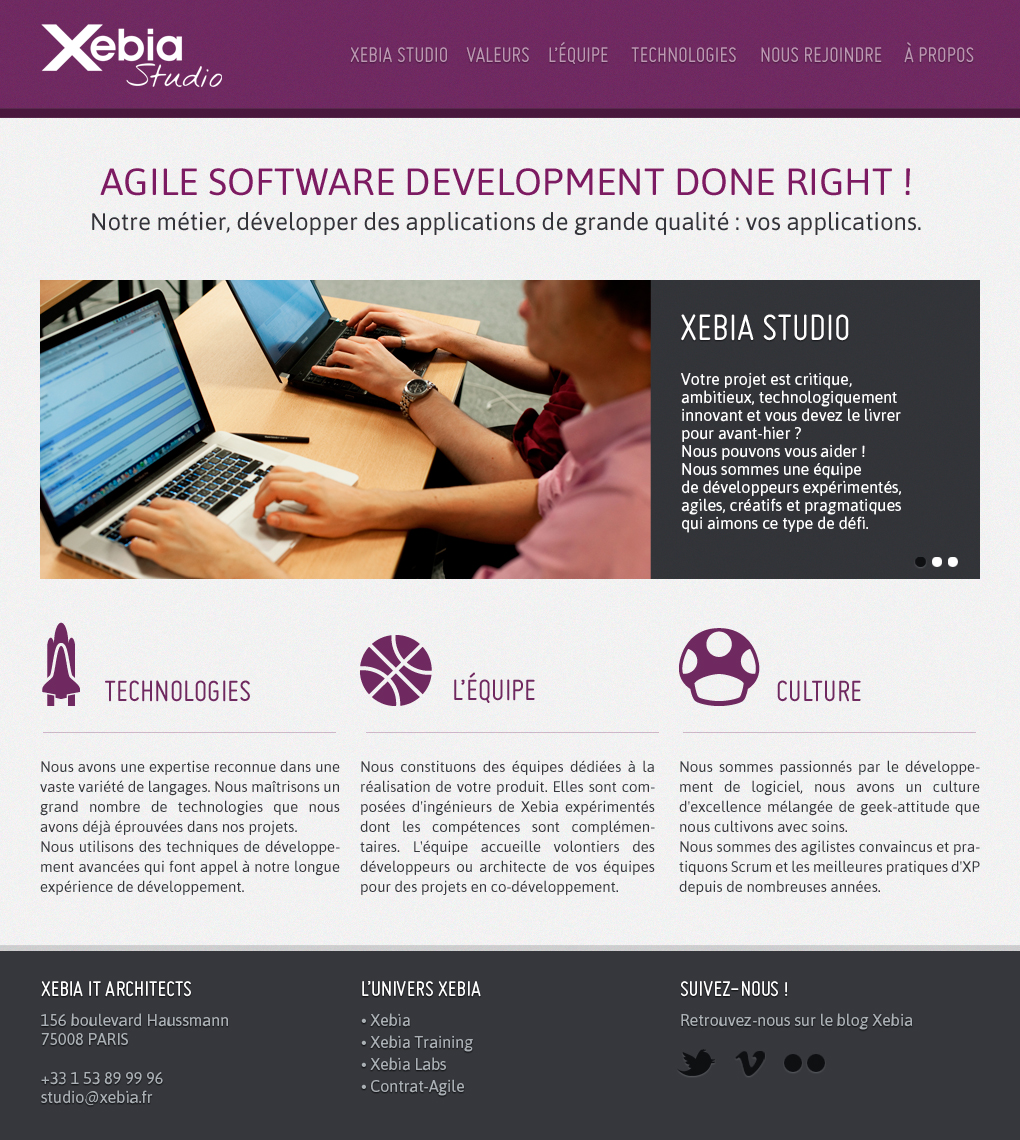 Xebia
Studio
XEBIA STUDIO VALEURS L'ÉQUIPE TECHNOLOGIES NOUS REJOINDRE À PROPOS
AGILE SOFTWARE DEVELOPMENT DONE RIGHT !
Notre métier, développer des applications de grande qualité : vos applications.
XEBIA STUDIO
Votre projet est critique,
ambitieux, technologiquement
innovant et vous devez le livrer
pour avant-hier ?
Nous pouvons vous aider !
Nous sommes une équipe
de développeurs expérimentés,
agiles, créatifs et pragmatiques
qui aimons ce type de défi.
TECHNOLOGIES
Nous avons une expertise reconnue dans une
vaste variété de langages. Nous maîtrisons un
grand nombre de technologies que nous
avons déjà éprouvées dans nos projets.
Nous utilisons des techniques de développe-
ment avancées qui font appel à notre longue
expérience de développement.
L'ÉQUIPE
Nous constituons des équipes dédiées à la
réalisation de votre produit. Elles sont com-
posées d'ingénieurs de Xebia expérimentés
dont les compétences sont complémen-
taires. L'équipe accueille volontiers des
développeurs ou architecte de vos équipes
pour des projets en co-développement.
CULTURE
Nous sommes passionnés par le développe-
ment de logiciel, nous avons un culture
d'excellence mélangée de geek-attitude que
nous cultivons avec soins.
Nous sommes des agilistes convaincus et pra-
tiquons Scrum et les meilleures pratiques d'XP
depuis de nombreuses années.
XEBIA IT ARCHITECTS
156 boulevard Haussmann
75008 PARIS
+33 1 53 89 99 96
studio@xebia.fr
L'UNIVERS XEBIA
• Xebia
• Xebia Training
• Xebia Labs
• Contrat-Agile
SUIVEZ-NOUS !
Retrouvez-nous sur le blog Xebia